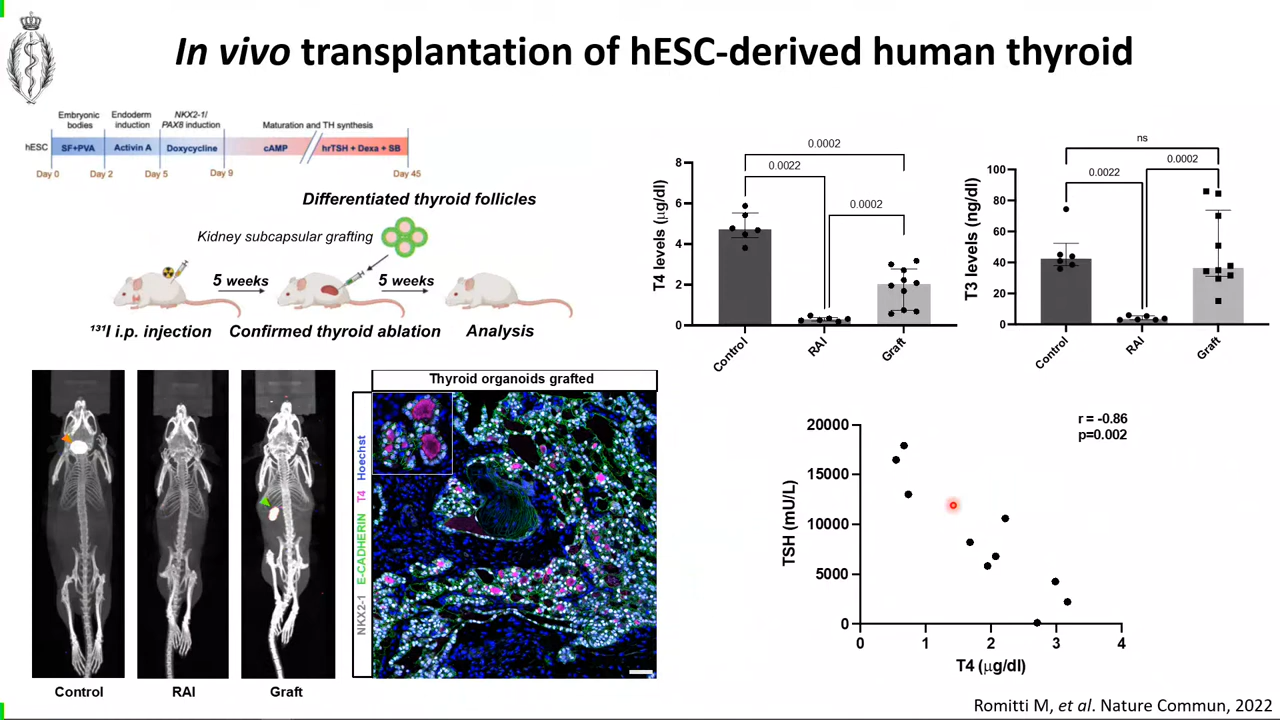 In vivo transplantation of hESC-derived human thyroid
Embryonic bodies
Endoderm induction
NKX2-1/ PAX8 induction
Maturation and TH synthesis
hESC
SF+PVA
Activin A
Doxycycline
cAMP
hrTSH + Dexa + SB
Day 0
Day 2
Day 5
Day 9
Day 45
Differentiated thyroid follicles
Kidney subcapsular grafting
5 weeks
5 weeks
¹³¹I i.p. injection
Confirmed thyroid ablation
Analysis
T4 levels (µg/dl)
8
6
4
2
0
0.0002
0.0022
0.0002
Control
RAI
Graft
T3 levels (ng/dl)
100
80
60
40
20
0
ns
0.0002
0.0022
Control
RAI
Graft
Control
RAI
Graft
Thyroid organoids grafted
NKX2-1 E-CADHERIN T4 Hoechst
TSH (mU/L)
20000
15000
10000
5000
0
r = -0.86
p=0.002
0
1
2
3
4
T4 (µg/dl)
Romitti M, et al. Nature Commun, 2022